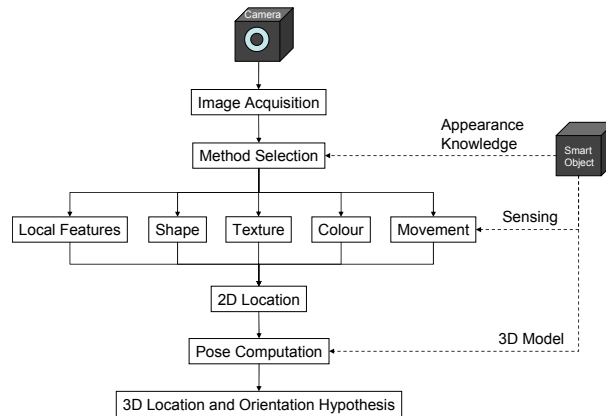 Camera
Image Acquisition
Appearance
Knowledge
Smart
Object
Method Selection
Local Features
Shape
Texture
Colour
Movement
Sensing
2D Location
3D Model
Pose Computation
3D Location and Orientation Hypothesis